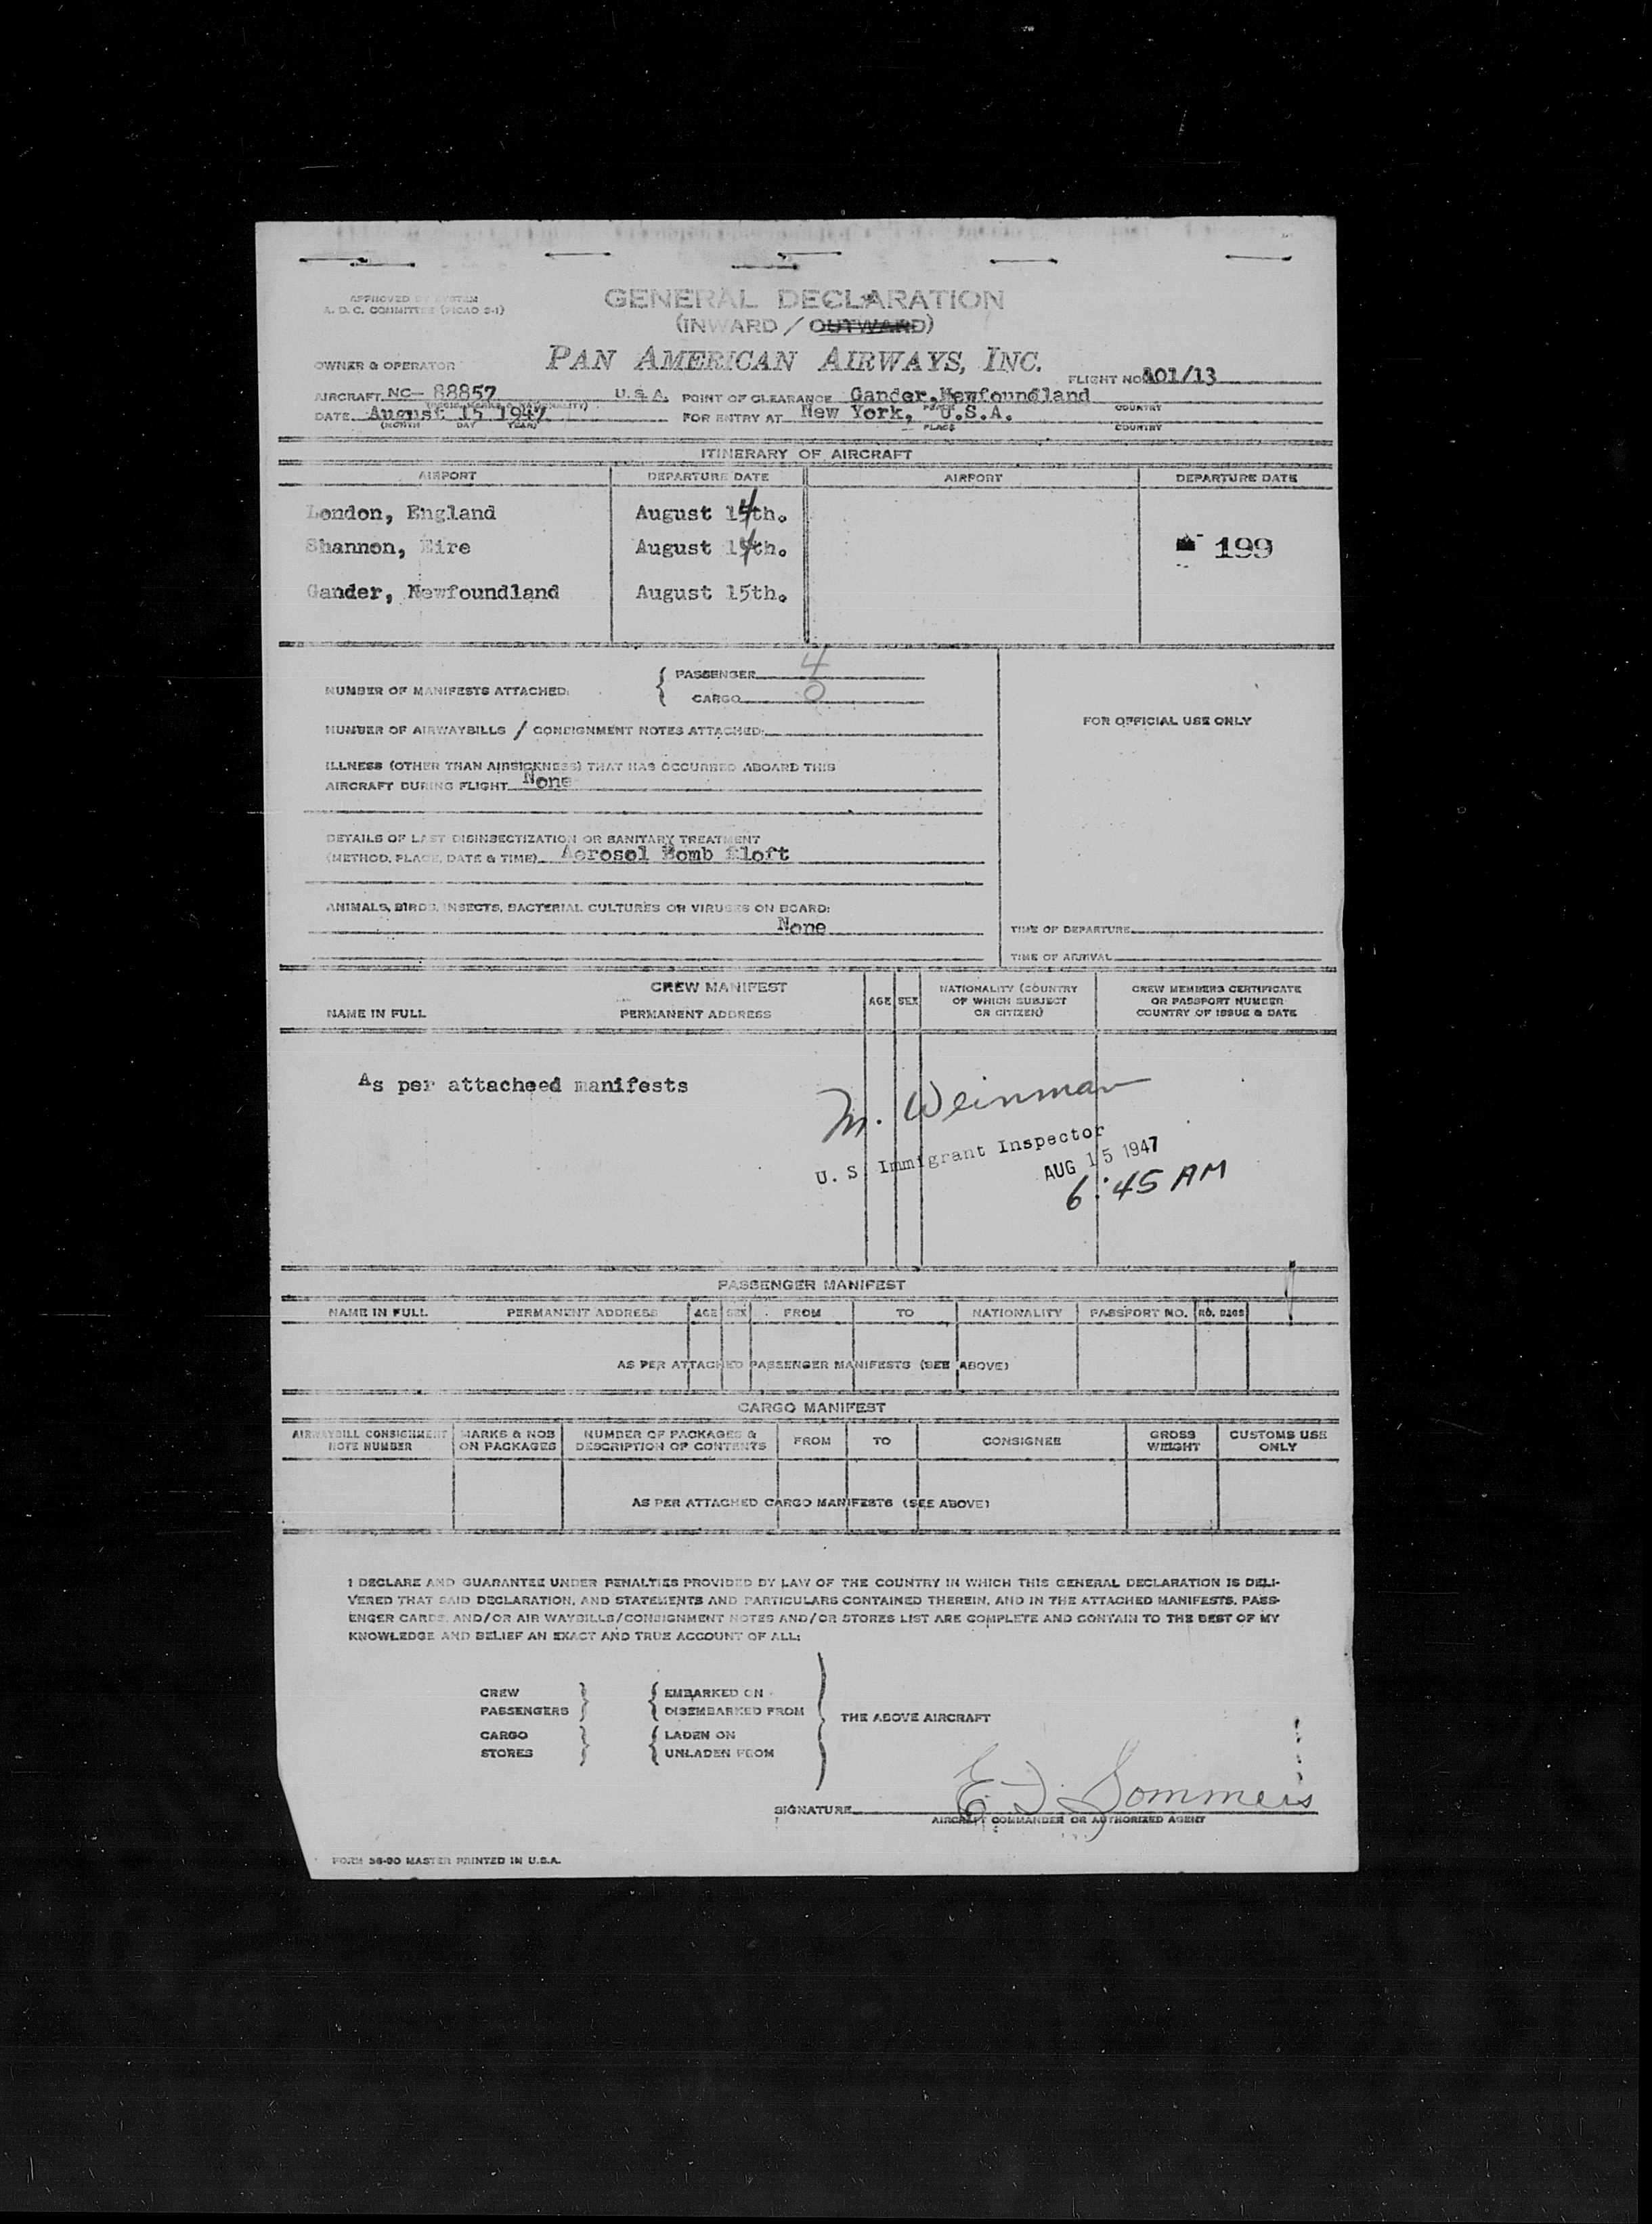 APPROVED BY SYSTEM
A. D. C. COMMITTEE (PICAO S-1)
GENERAL DECLARATION
(INWARD / OUTWARD)
OWNER & OPERATOR PAN AMERICAN AIRWAYS, INC.
FLIGHT NO 101/13
AIRCRAFT NC- 88857 U.S.A. POINT OF CLEARANCE Gander, Newfoundland
NATIONALITY) PLACE COUNTRY
DATE August 15 1947 FOR ENTRY AT New York, U.S.A.
(MONTH DAY YEAR) PLACE COUNTRY
ITINERARY OF AIRCRAFT
AIRPORT DEPARTURE DATE AIRPORT DEPARTURE DATE
London, England August 14th.
Shannon, Eire August 14th. 199
Gander, Newfoundland August 15th.
NUMBER OF MANIFESTS ATTACHED: { PASSENGER 4
CARGO 0
FOR OFFICIAL USE ONLY
NUMBER OF AIRWAYBILLS / CONSIGNMENT NOTES ATTACHED:
ILLNESS (OTHER THAN AIRSICKNESS) THAT HAS OCCURRED ABOARD THIS
AIRCRAFT DURING FLIGHT None
DETAILS OF LAST DISINSECTIZATION OR SANITARY TREATMENT
(METHOD, PLACE, DATE & TIME) Aerosol Bomb Aloft
ANIMALS, BIRDS, INSECTS, BACTERIAL CULTURES OR VIRUSES ON BOARD:
None
TIME OF DEPARTURE
TIME OF ARRIVAL
CREW MANIFEST
NAME IN FULL PERMANENT ADDRESS AGE SEX NATIONALITY (COUNTRY OF WHICH SUBJECT OR CITIZEN) CREW MEMBERS CERTIFICATE OR PASSPORT NUMBER COUNTRY OF ISSUE & DATE
As per attacheed manifests
M. Weinman
U. S. Immigrant Inspector
AUG 15 1947
6:45 AM
PASSENGER MANIFEST
NAME IN FULL PERMANENT ADDRESS AGE SEX FROM TO NATIONALITY PASSPORT NO. NO. BAGS
AS PER ATTACHED PASSENGER MANIFESTS (SEE ABOVE)
CARGO MANIFEST
AIRWAYBILL CONSIGNMENT NOTE NUMBER MARKS & NOS ON PACKAGES NUMBER OF PACKAGES & DESCRIPTION OF CONTENTS FROM TO CONSIGNEE GROSS WEIGHT CUSTOMS USE ONLY
AS PER ATTACHED CARGO MANIFESTS (SEE ABOVE)
I DECLARE AND GUARANTEE UNDER PENALTIES PROVIDED BY LAW OF THE COUNTRY IN WHICH THIS GENERAL DECLARATION IS DELI-
VERED THAT SAID DECLARATION, AND STATEMENTS AND PARTICULARS CONTAINED THEREIN, AND IN THE ATTACHED MANIFESTS, PASS-
ENGER CARDS, AND/OR AIR WAYBILLS/CONSIGNMENT NOTES AND/OR STORES LIST ARE COMPLETE AND CONTAIN TO THE BEST OF MY
KNOWLEDGE AND BELIEF AN EXACT AND TRUE ACCOUNT OF ALL:
CREW } { EMBARKED ON
PASSENGERS } { DISEMBARKED FROM
THE ABOVE AIRCRAFT
CARGO } { LADEN ON
STORES } { UNLADEN FROM
SIGNATURE E. D. Sommers
AIRCRAFT COMMANDER OR AUTHORIZED AGENT
FORM 36-90 MASTER PRINTED IN U.S.A.